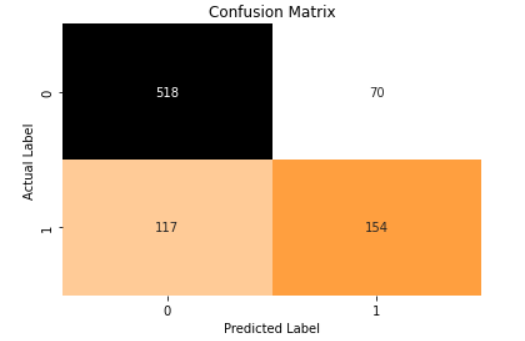 Confusion Matrix
Actual Label
0
518
70
1
117
154
0
1
Predicted Label